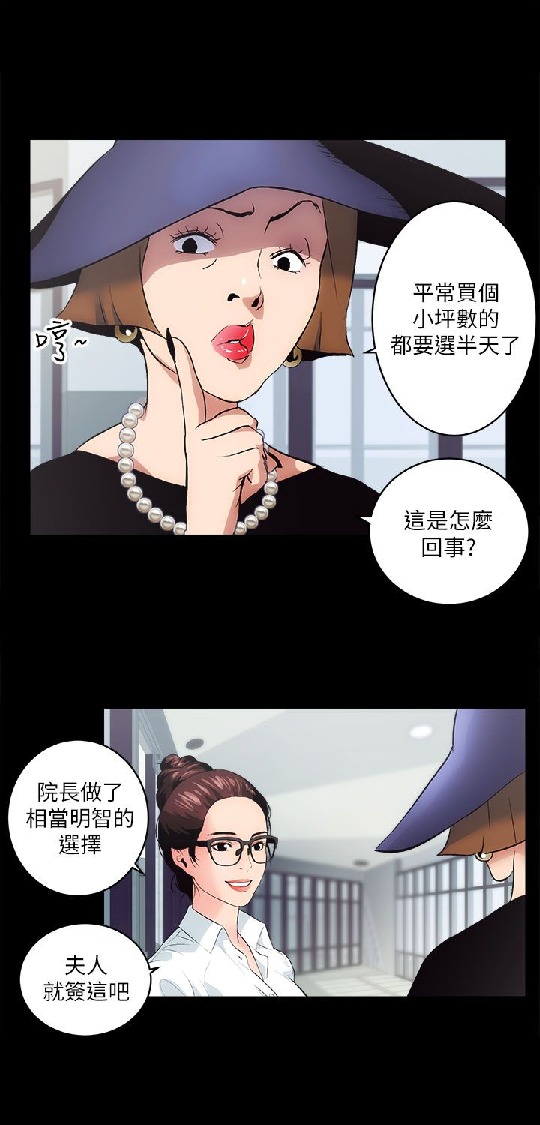 平常買個
小坪數的
都要選半天了
哼~
這是怎麼
回事?
院長做了
相當明智的
選擇
夫人
就簽這吧